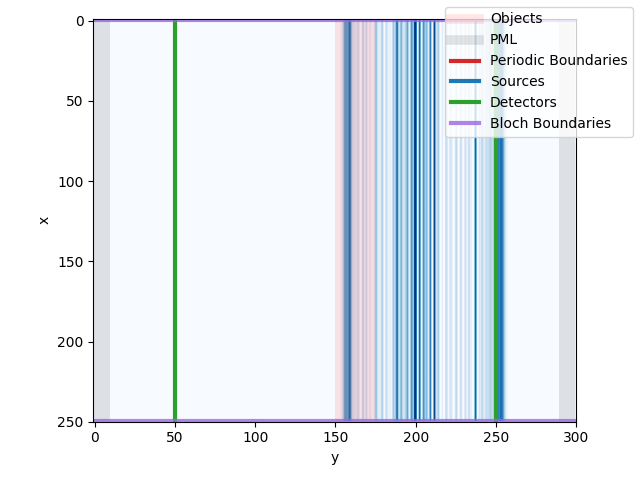 Objects
PML
Periodic Boundaries
Sources
Detectors
Bloch Boundaries
0
50
100
150
200
250
x
0
50
100
150
200
250
300
y